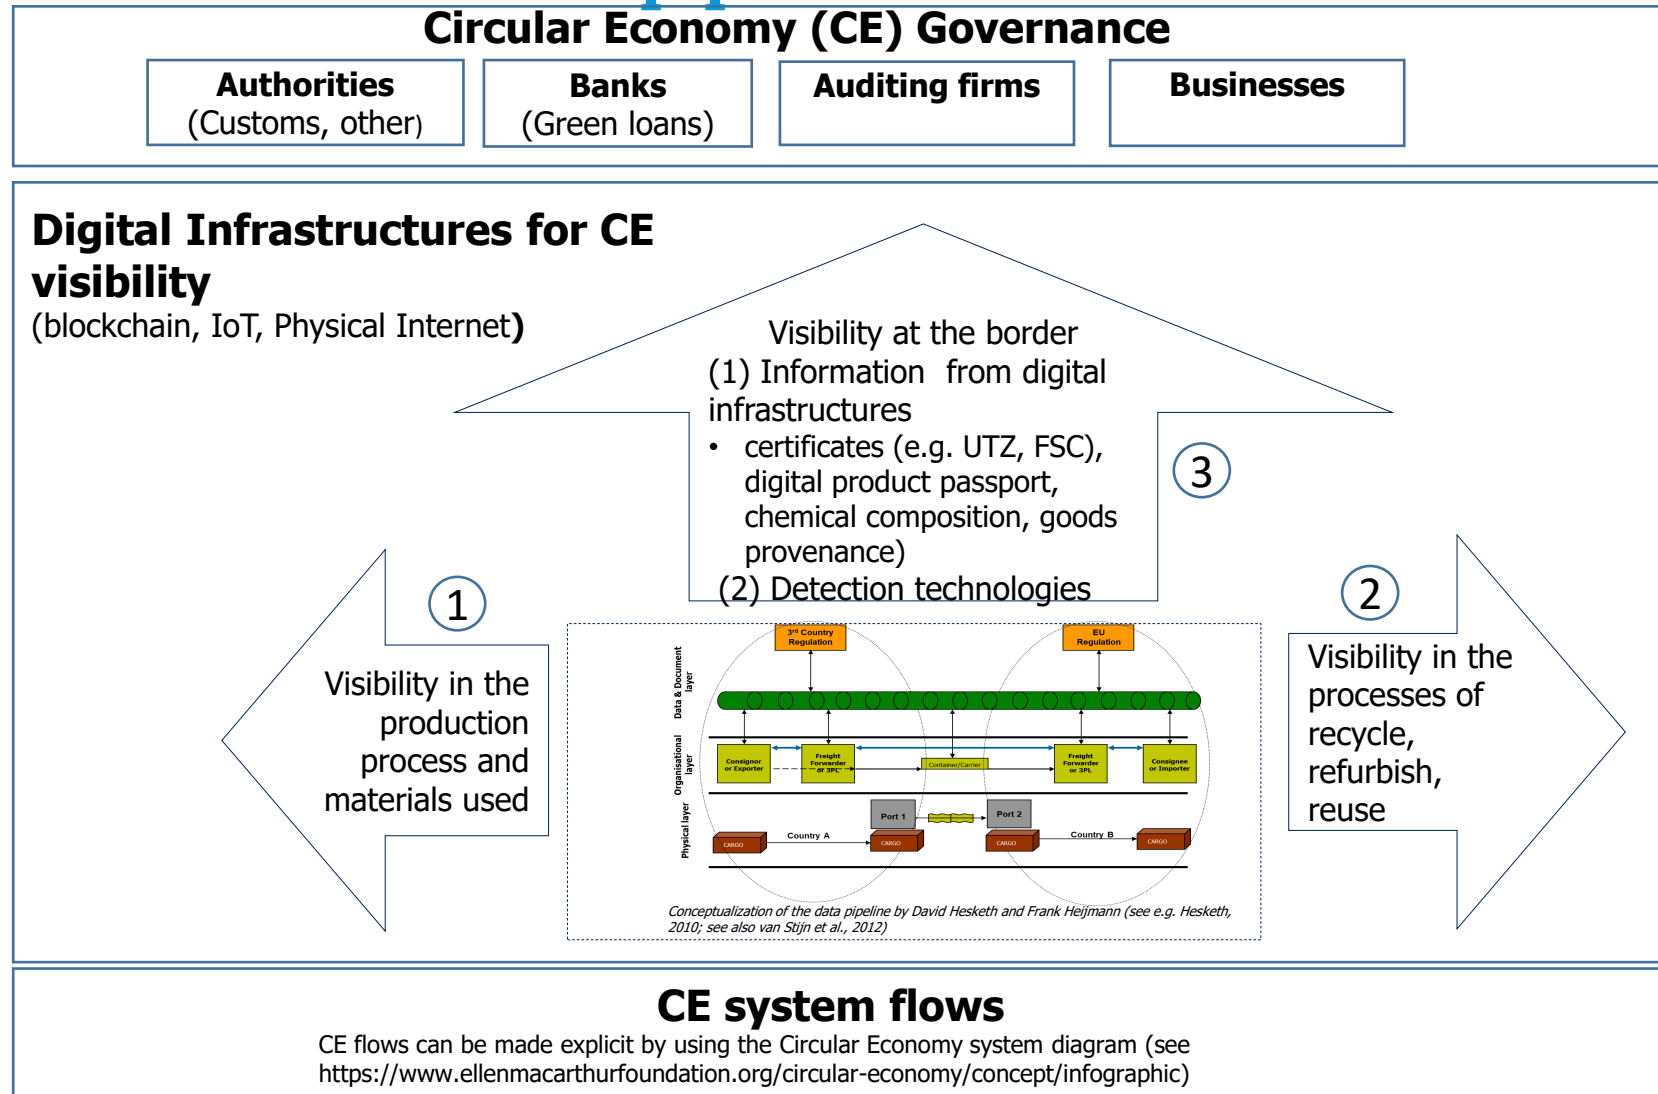 Circular Economy (CE) Governance
Authorities
(Customs, other)
Banks
(Green loans)
Auditing firms
Businesses
Digital Infrastructures for CE
visibility
(blockchain, IoT, Physical Internet)
Visibility at the border
(1) Information from digital
infrastructures
• certificates (e.g. UTZ, FSC),
digital product passport,
chemical composition, goods
provenance)
(2) Detection technologies
3
1
Visibility in the
production
process and
materials used
2
Visibility in the
processes of
recycle,
refurbish,
reuse
3rd Country
Regulation
EU
Regulation
Data & Document
layer
Organisational
layer
Consignor
or Exporter
Freight
Forwarder
or 3PL
Container/Carrier
Freight
Forwarder
or 3PL
Consignee
or Importer
Physical layer
Port 1
Port 2
Country A
Country B
CARGO
CARGO
CARGO
CARGO
Conceptualization of the data pipeline by David Hesketh and Frank Heijmann (see e.g. Hesketh,
2010; see also van Stijn et al., 2012)
CE system flows
CE flows can be made explicit by using the Circular Economy system diagram (see
https://www.ellenmacarthurfoundation.org/circular-economy/concept/infographic)